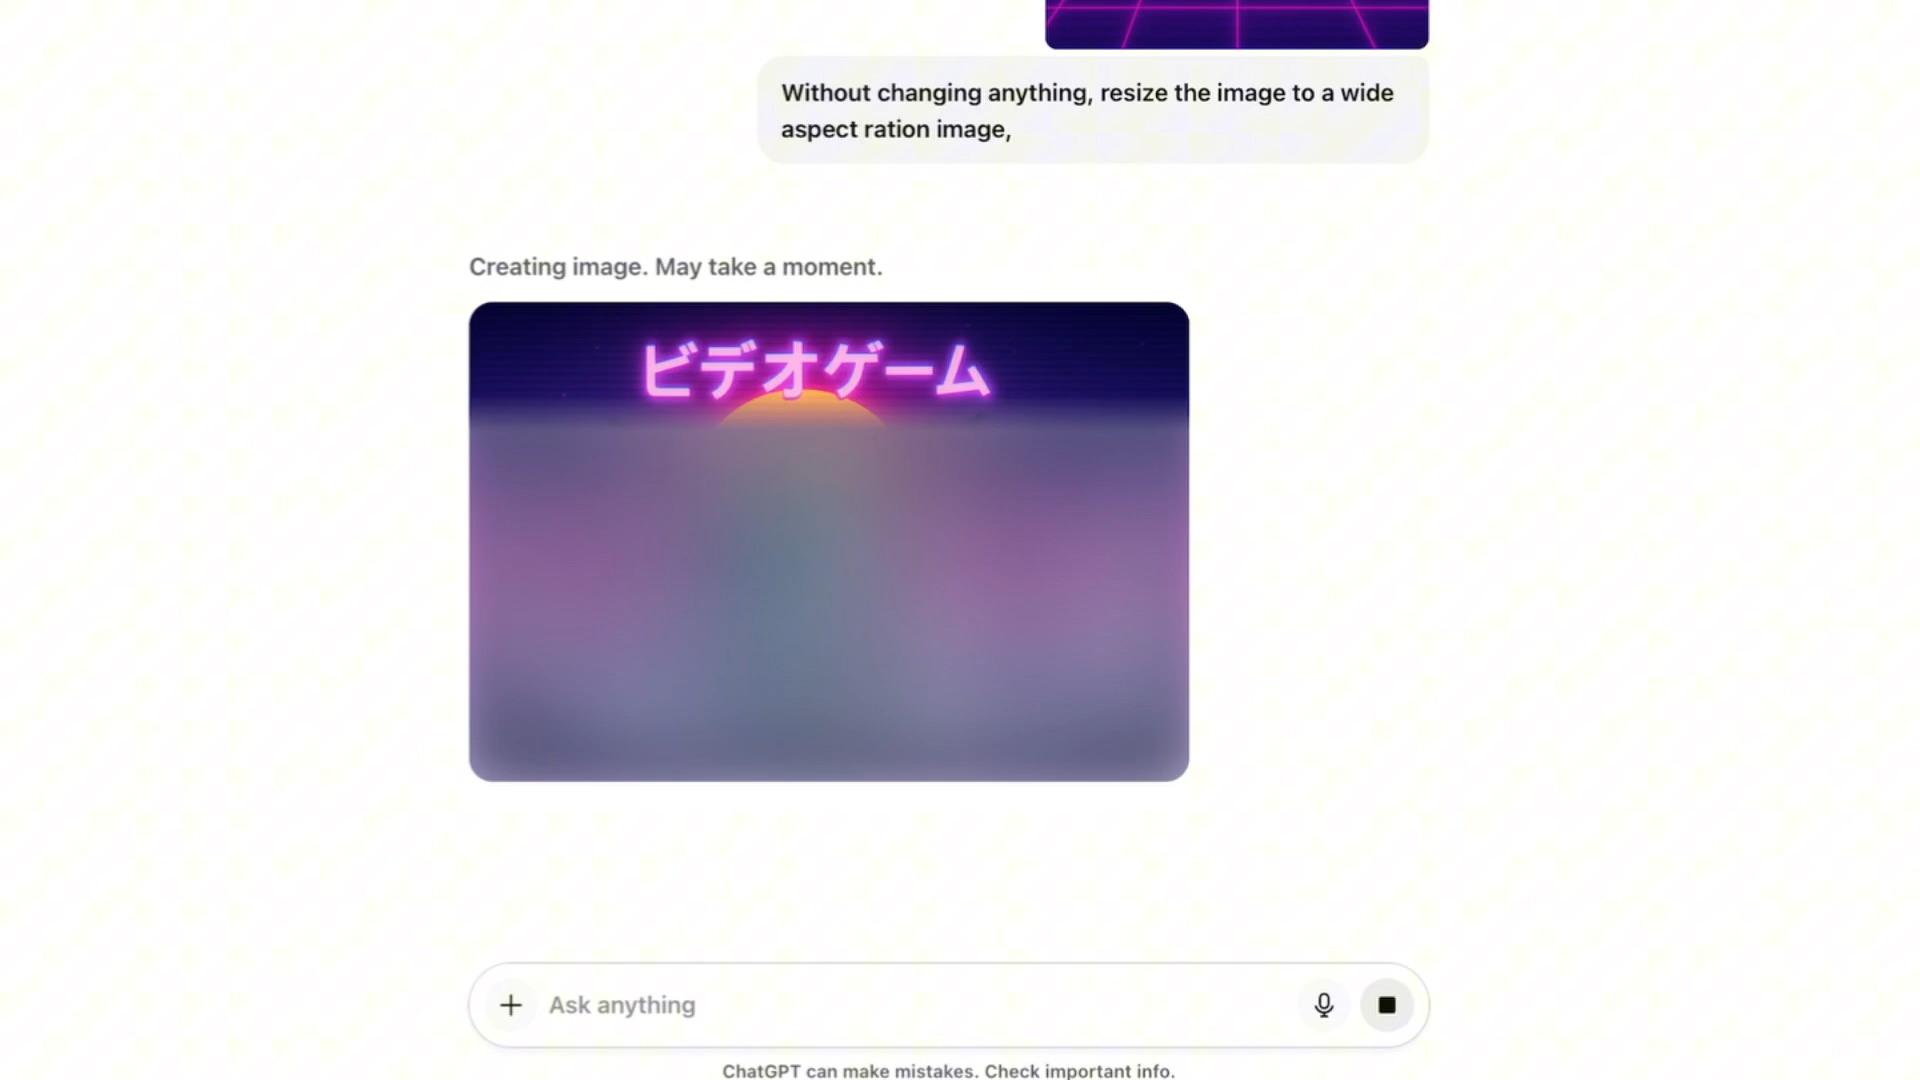 Without changing anything, resize the image to a wide
aspect ration image,
Creating image. May take a moment.
ビデオゲーム
Ask anything
ChatGPT can make mistakes. Check important info.